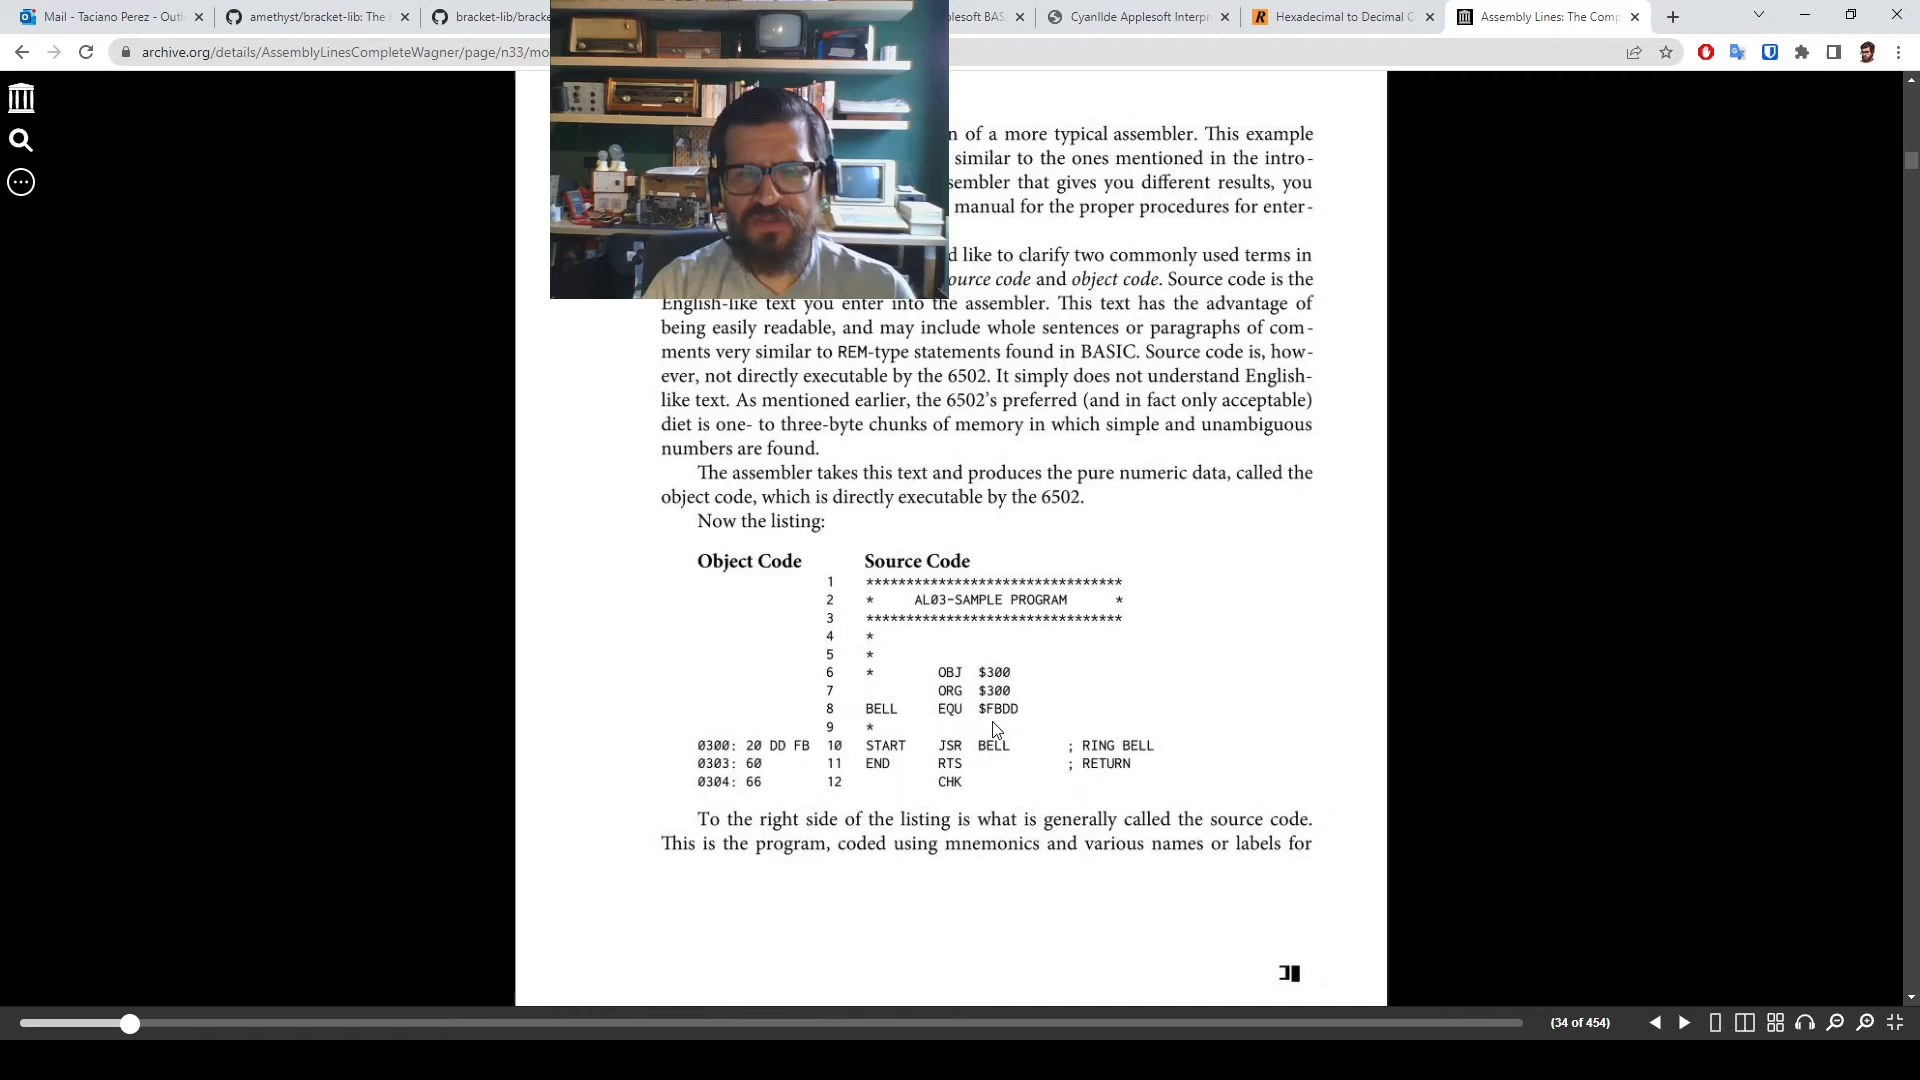 Mail - Taciano Perez - Outl
amethyst/bracket-lib: The
bracket-lib/bracke
plesoft BAS
CyanIIde Applesoft Interpr
Hexadecimal to Decimal C
Assembly Lines: The Comp
archive.org/details/AssemblyLinesCompleteWagner/page/n33/mo
n of a more typical assembler. This example
similar to the ones mentioned in the intro-
sembler that gives you different results, you
manual for the proper procedures for enter-
d like to clarify two commonly used terms in
ource code and object code. Source code is the
English-like text you enter into the assembler. This text has the advantage of
being easily readable, and may include whole sentences or paragraphs of com-
ments very similar to REM-type statements found in BASIC. Source code is, how-
ever, not directly executable by the 6502. It simply does not understand English-
like text. As mentioned earlier, the 6502's preferred (and in fact only acceptable)
diet is one- to three-byte chunks of memory in which simple and unambiguous
numbers are found.
The assembler takes this text and produces the pure numeric data, called the
object code, which is directly executable by the 6502.
Now the listing:
Object Code Source Code
1 ********************************
2 * AL03-SAMPLE PROGRAM *
3 ********************************
4 *
5 *
6 * OBJ $300
7 ORG $300
8 BELL EQU $FBDD
9 *
0300: 20 DD FB 10 START JSR BELL ; RING BELL
0303: 60 11 END RTS ; RETURN
0304: 66 12 CHK
To the right side of the listing is what is generally called the source code.
This is the program, coded using mnemonics and various names or labels for
(34 of 454)